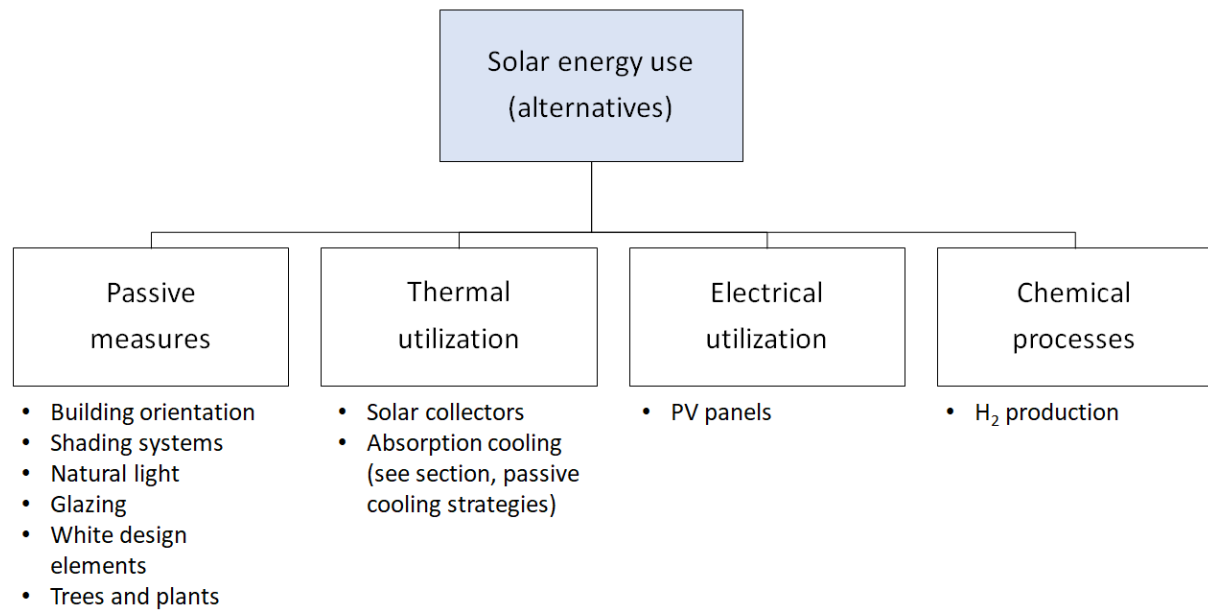 Solar energy use
(alternatives)
Passive
measures
• Building orientation
• Shading systems
• Natural light
• Glazing
• White design
elements
• Trees and plants
Thermal
utilization
• Solar collectors
• Absorption cooling
(see section, passive
cooling strategies)
Electrical
utilization
• PV panels
Chemical
processes
• H₂ production